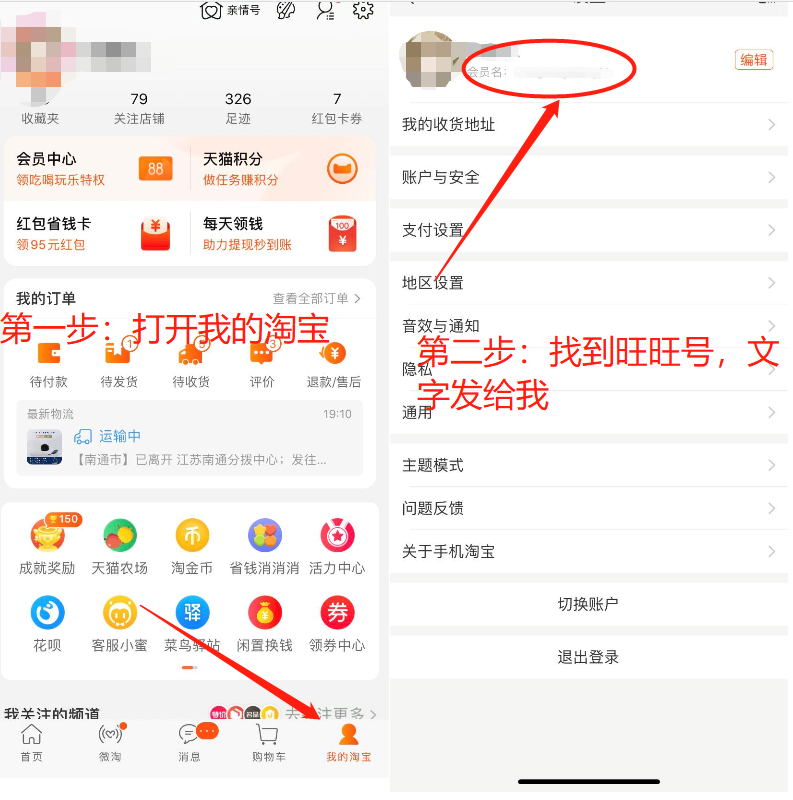 亲情号
79
326
7
收藏夹
关注店铺
足迹
红包卡券
会员中心
领吃喝玩乐特权
88
天猫积分
做任务赚积分
红包省钱卡
领95元红包
每天领钱
助力提现秒到账
100
我的订单
查看全部订单
第一步：打开我的淘宝
1
3
待付款
待发货
待收货
评价
退款/售后
最新物流
19:10
运输中
【南通市】已离开 江苏南通分拨中心；发往...
150
成就奖励
天猫农场
淘金币
省钱消消消
活力中心
驿
券
花呗
客服小蜜
菜鸟驿站
闲置换钱
领券中心
我关注的频道
首页
微淘
消息
购物车
我的淘宝
会员名：
编辑
我的收货地址
账户与安全
支付设置
地区设置
音效与通知
第二步：找到旺旺号，文
字发给我
隐私
通用
主题模式
问题反馈
关于手机淘宝
切换账户
退出登录